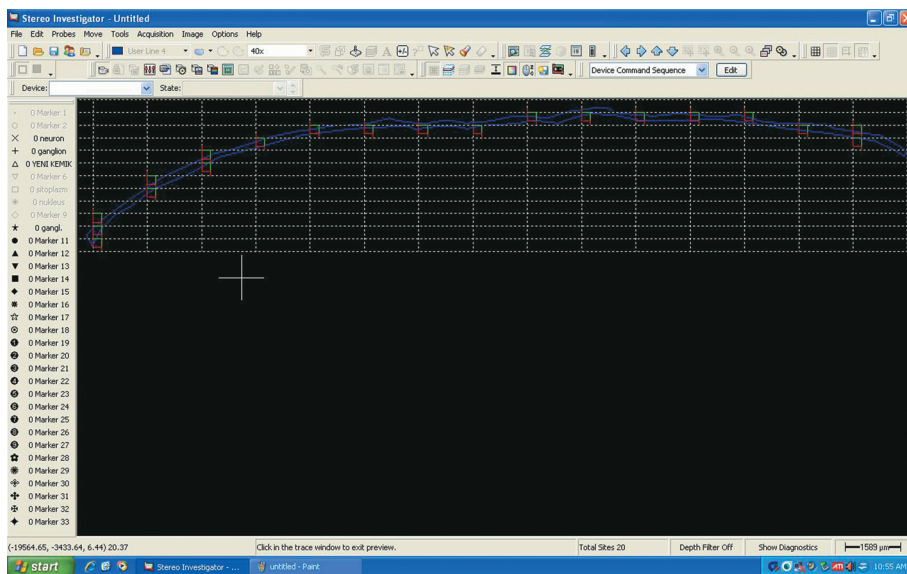 Stereo Investigator - Untitled
File Edit Probes Move Tools Acquisition Image Options Help
User Line 4 40x
Device Command Sequence Edit
Device: State:
0 Marker 1
0 Marker 2
0 neuron
0 ganglion
0 YENI KEMIK
0 Marker 6
0 sitoplazm
0 nukleus
0 Marker 9
0 gangl.
0 Marker 11
0 Marker 12
0 Marker 13
0 Marker 14
0 Marker 15
0 Marker 16
0 Marker 17
0 Marker 18
0 Marker 19
0 Marker 20
0 Marker 21
0 Marker 22
0 Marker 23
0 Marker 24
0 Marker 25
0 Marker 26
0 Marker 27
0 Marker 28
0 Marker 29
0 Marker 30
0 Marker 31
0 Marker 32
0 Marker 33
(-19564.65, -3433.64, 6.44) 20.37 Click in the trace window to exit preview. Total Sites 20 Depth Filter Off Show Diagnostics 1589 µm
start Stereo Investigator - ... untitled - Paint ATI 10:55 AM